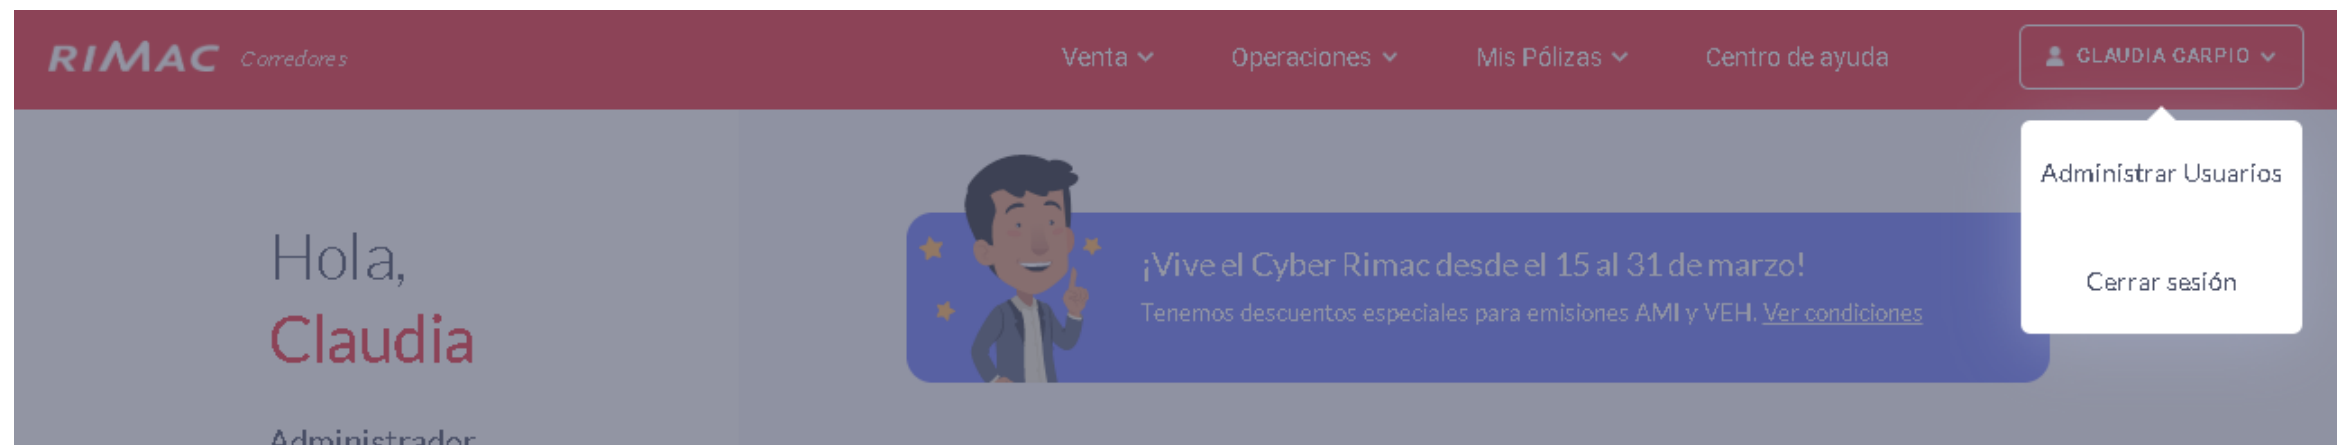 RIMAC Corredores
Venta
Operaciones
Mis Pólizas
Centro de ayuda
CLAUDIA CARPIO
Administrar Usuarios
Cerrar sesión
Hola,
Claudia
Administrador
¡Vive el Cyber Rimac desde el 15 al 31 de marzo!
Tenemos descuentos especiales para emisiones AMI y VEH. Ver condiciones